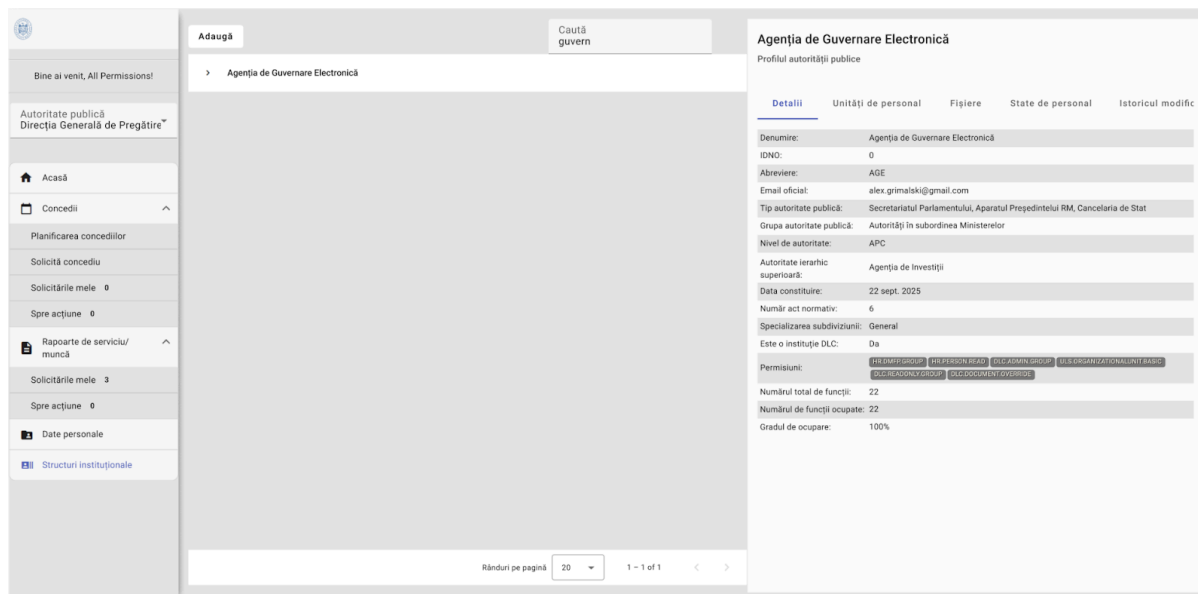 Bine ai venit, All Permissions!
Autoritate publică
Direcția Generală de Pregătire
Acasă
Concedii
Planificarea concediilor
Solicită concediu
Solicitările mele 0
Spre acțiune 0
Rapoarte de serviciu/
muncă
Solicitările mele 3
Spre acțiune 0
Date personale
Structuri instituționale
Adaugă
Caută
guvern
Agenția de Guvernare Electronică
Rânduri pe pagină 20 1 – 1 of 1
Agenția de Guvernare Electronică
Profilul autorității publice
Detalii Unități de personal Fișiere State de personal Istoricul modific
Denumire: Agenția de Guvernare Electronică
IDNO: 0
Abreviere: AGE
Email oficial: alex.grimalski@gmail.com
Tip autoritate publică: Secretariatul Parlamentului, Aparatul Președintelui RM, Cancelaria de Stat
Grupa autoritate publică: Autorități în subordinea Ministerelor
Nivel de autoritate: APC
Autoritate ierarhic
superioară: Agenția de Investiții
Data constituire: 22 sept. 2025
Număr act normativ: 6
Specializarea subdiviziunii: General
Este o instituție DLC: Da
Permisiuni: HR.DMFP.GROUP HR.PERSON.READ DLC.ADMIN.GROUP ULS.ORGANIZATIONALUNIT.BASIC
DLC.READONLY.GROUP DLC.DOCUMENT.OVERRIDE
Numărul total de funcții: 22
Numărul de funcții ocupate: 22
Gradul de ocupare: 100%